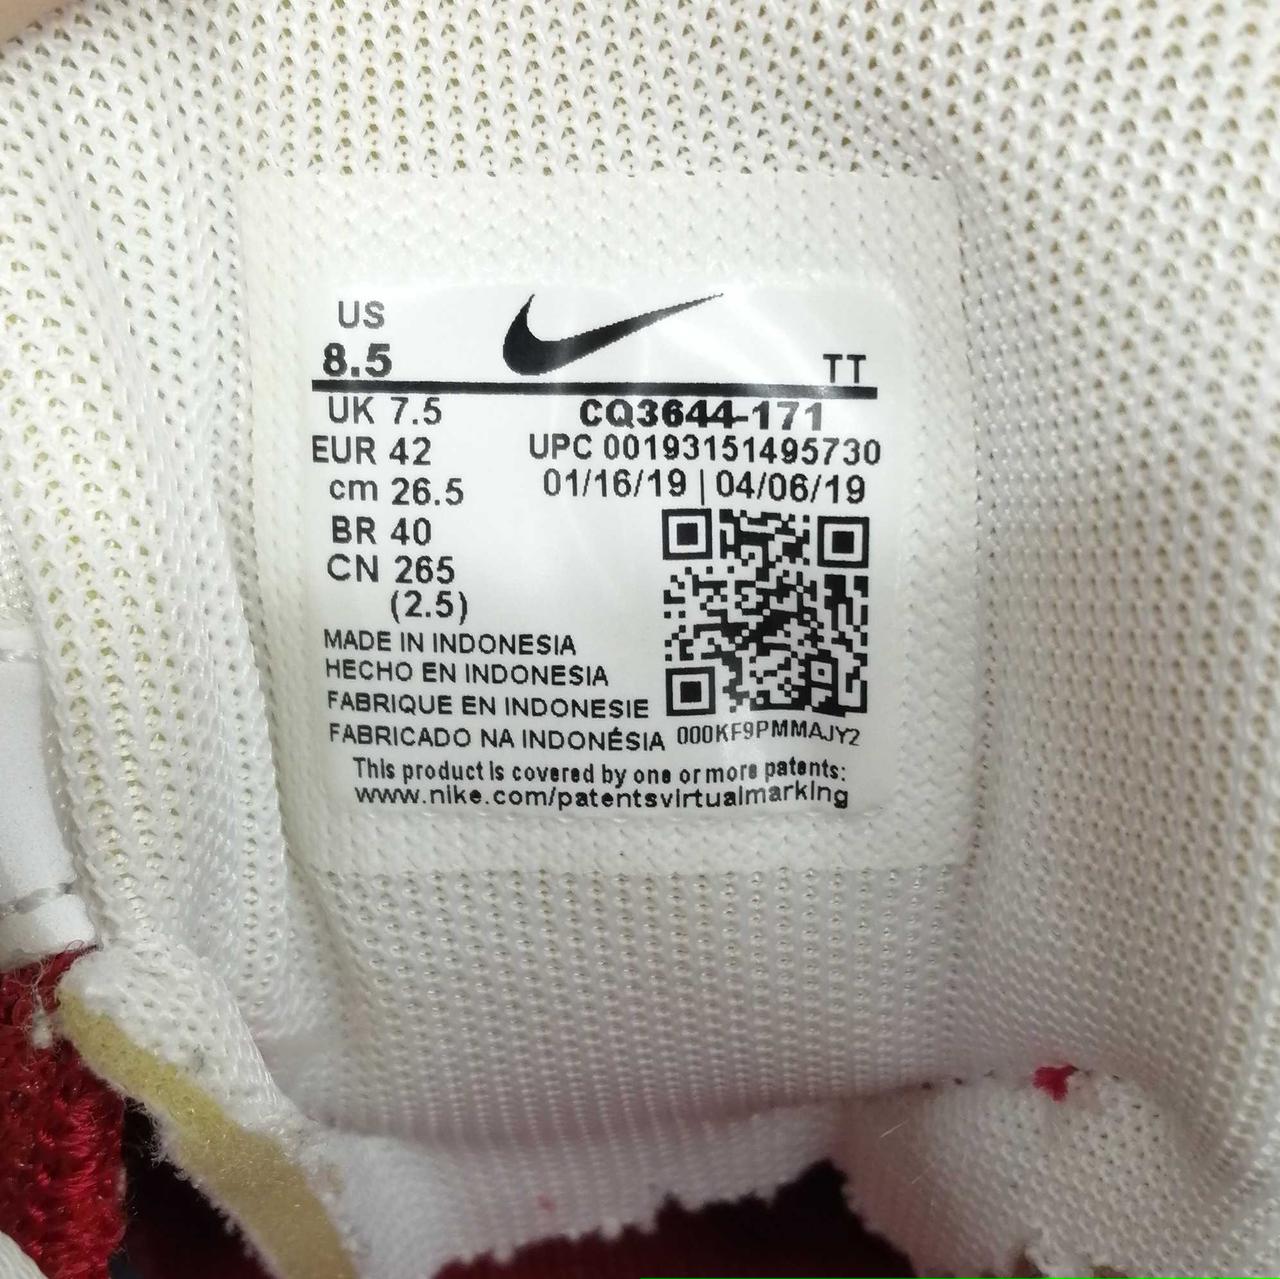 US
8.5
TT
UK 7.5
CQ3644-171
EUR 42
UPC 00193151495730
cm 26.5
01/16/19 | 04/06/19
BR 40
CN 265
(2.5)
MADE IN INDONESIA
HECHO EN INDONESIA
FABRIQUE EN INDONESIE
FABRICADO NA INDONÉSIA
000KF9PMMAJY2
This product is covered by one or more patents:
www.nike.com/patentsvirtualmarking